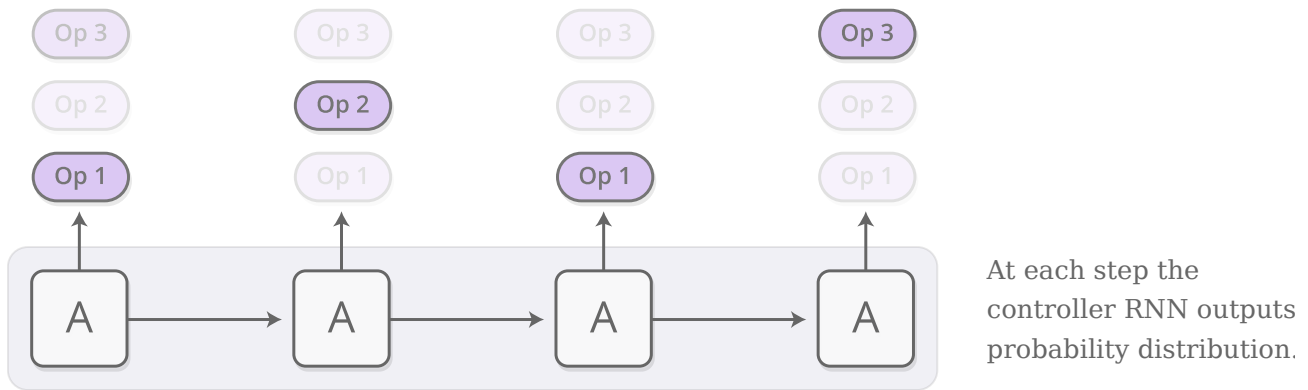 Op 3 Op 3 Op 3 Op 3
Op 2 Op 2 Op 2 Op 2
Op 1 Op 1 Op 1 Op 1
A A A A
At each step the
controller RNN outputs
probability distribution.